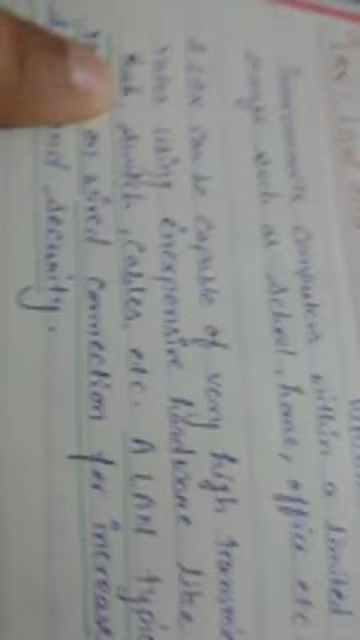 Interconnects computers within a limited
range such as school, home, office etc
A LAN can be capable of very high transmi
rates using inexpensive hardware like
hub, switch, cables, etc. A LAN typic
on wired connection for increase
and security.